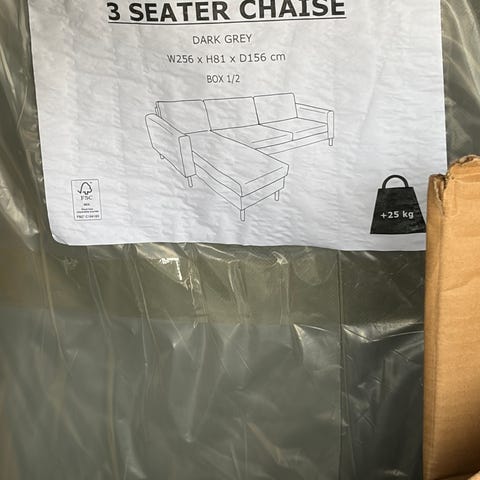 3 SEATER CHAISE
DARK GREY
W256 x H81 x D156 cm
BOX 1/2
FSC
+25 kg